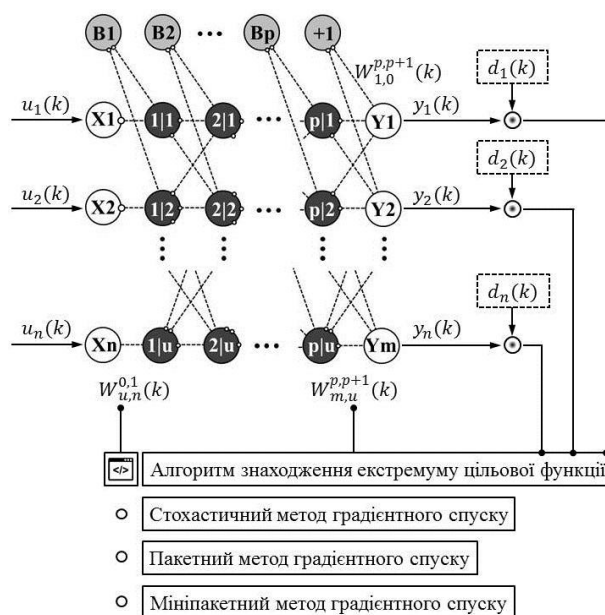 B1 B2 ••• Bp +1
W_{1,0}^{p,p+1}(k)
d_1(k)
u_1(k) X1 1|1 2|1 ••• p|1 Y1 y_1(k)
d_2(k)
u_2(k) X2 1|2 2|2 p|2 Y2 y_2(k)
d_n(k)
u_n(k) Xn 1|u 2|u ••• p|u Ym y_n(k)
W_{u,n}^{0,1}(k) W_{m,u}^{p,p+1}(k)
</> Алгоритм знаходження екстремуму цільової функції
Стохастичний метод градієнтного спуску
Пакетний метод градієнтного спуску
Мініпакетний метод градієнтного спуску